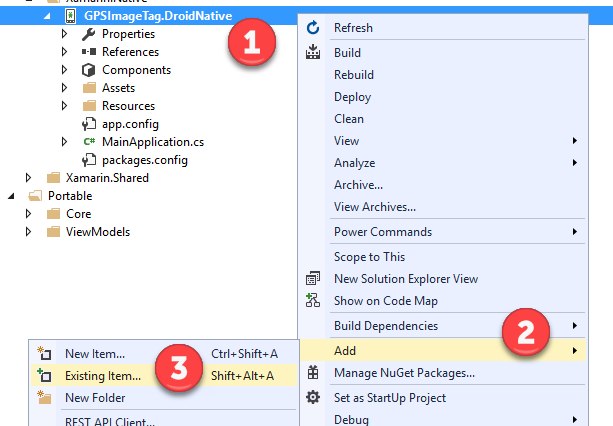 GPSImageTag.DroidNative
1
Properties
References
Components
Assets
Resources
app.config
MainApplication.cs
packages.config
Xamarin.Shared
Portable
Core
ViewModels
Refresh
Build
Rebuild
Deploy
Clean
View
Analyze
Archive...
View Archives...
Power Commands
Scope to This
New Solution Explorer View
Show on Code Map
Build Dependencies
2
Add
Manage NuGet Packages...
Set as StartUp Project
Debug
New Item... Ctrl+Shift+A
3
Existing Item... Shift+Alt+A
New Folder
REST API Client...